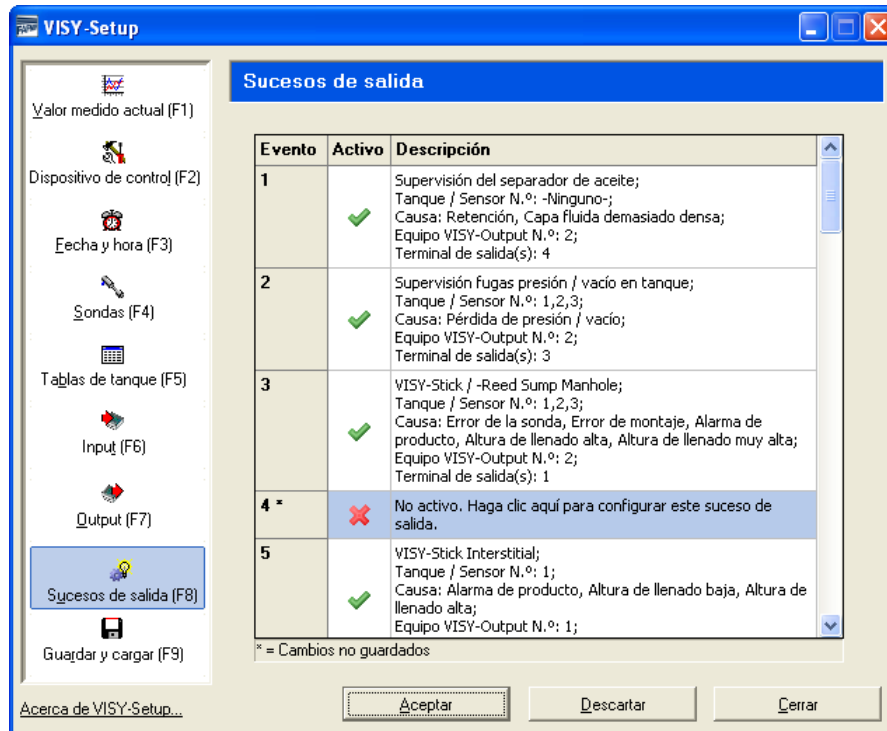 VISY-Setup
Valor medido actual (F1)
Dispositivo de control (F2)
Fecha y hora (F3)
Sondas (F4)
Tablas de tanque (F5)
Input (F6)
Output (F7)
Sucesos de salida (F8)
Guardar y cargar (F9)
Acerca de VISY-Setup...
Sucesos de salida
Evento Activo Descripción
1
Supervisión del separador de aceite;
Tanque / Sensor N.º: -Ninguno-;
Causa: Retención, Capa fluida demasiado densa;
Equipo VISY-Output N.º: 2;
Terminal de salida(s): 4
2
Supervisión fugas presión / vacío en tanque;
Tanque / Sensor N.º: 1,2,3;
Causa: Pérdida de presión / vacío;
Equipo VISY-Output N.º: 2;
Terminal de salida(s): 3
3
VISY-Stick / -Reed Sump Manhole;
Tanque / Sensor N.º: 1,2,3;
Causa: Error de la sonda, Error de montaje, Alarma de
producto, Altura de llenado alta, Altura de llenado muy alta;
Equipo VISY-Output N.º: 2;
Terminal de salida(s): 1
4 *
No activo. Haga clic aquí para configurar este suceso de
salida.
5
VISY-Stick Interstitial;
Tanque / Sensor N.º: 1;
Causa: Alarma de producto, Altura de llenado baja, Altura de
llenado alta;
Equipo VISY-Output N.º: 1;
* = Cambios no guardados
Aceptar
Descartar
Cerrar